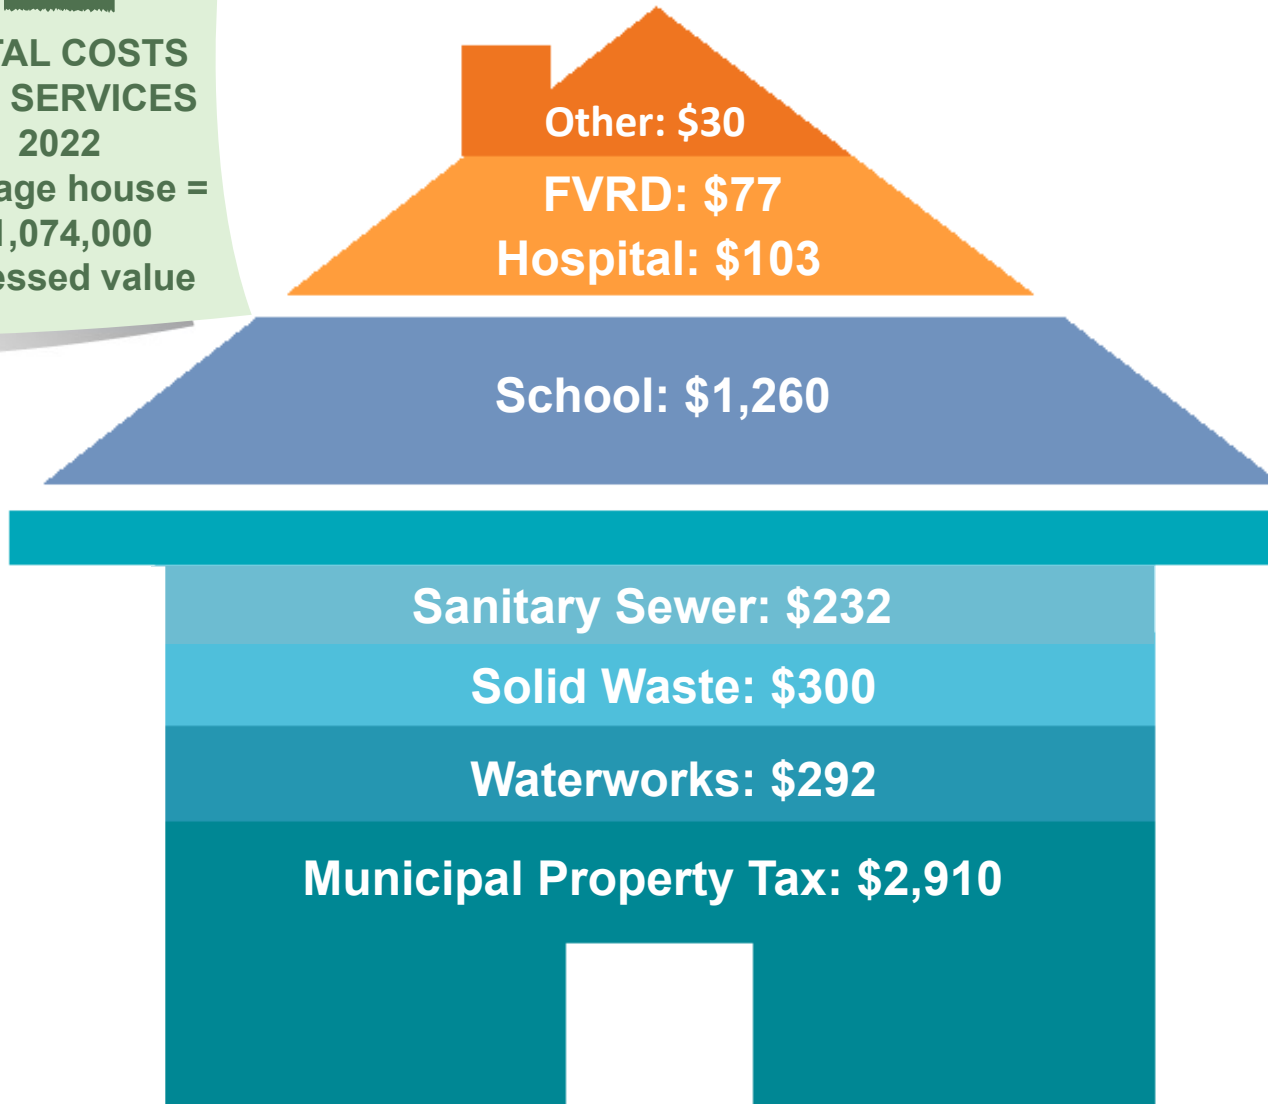 TAL COSTS
SERVICES
2022
age house =
1,074,000
essed value
Other: $30
FVRD: $77
Hospital: $103
School: $1,260
Sanitary Sewer: $232
Solid Waste: $300
Waterworks: $292
Municipal Property Tax: $2,910